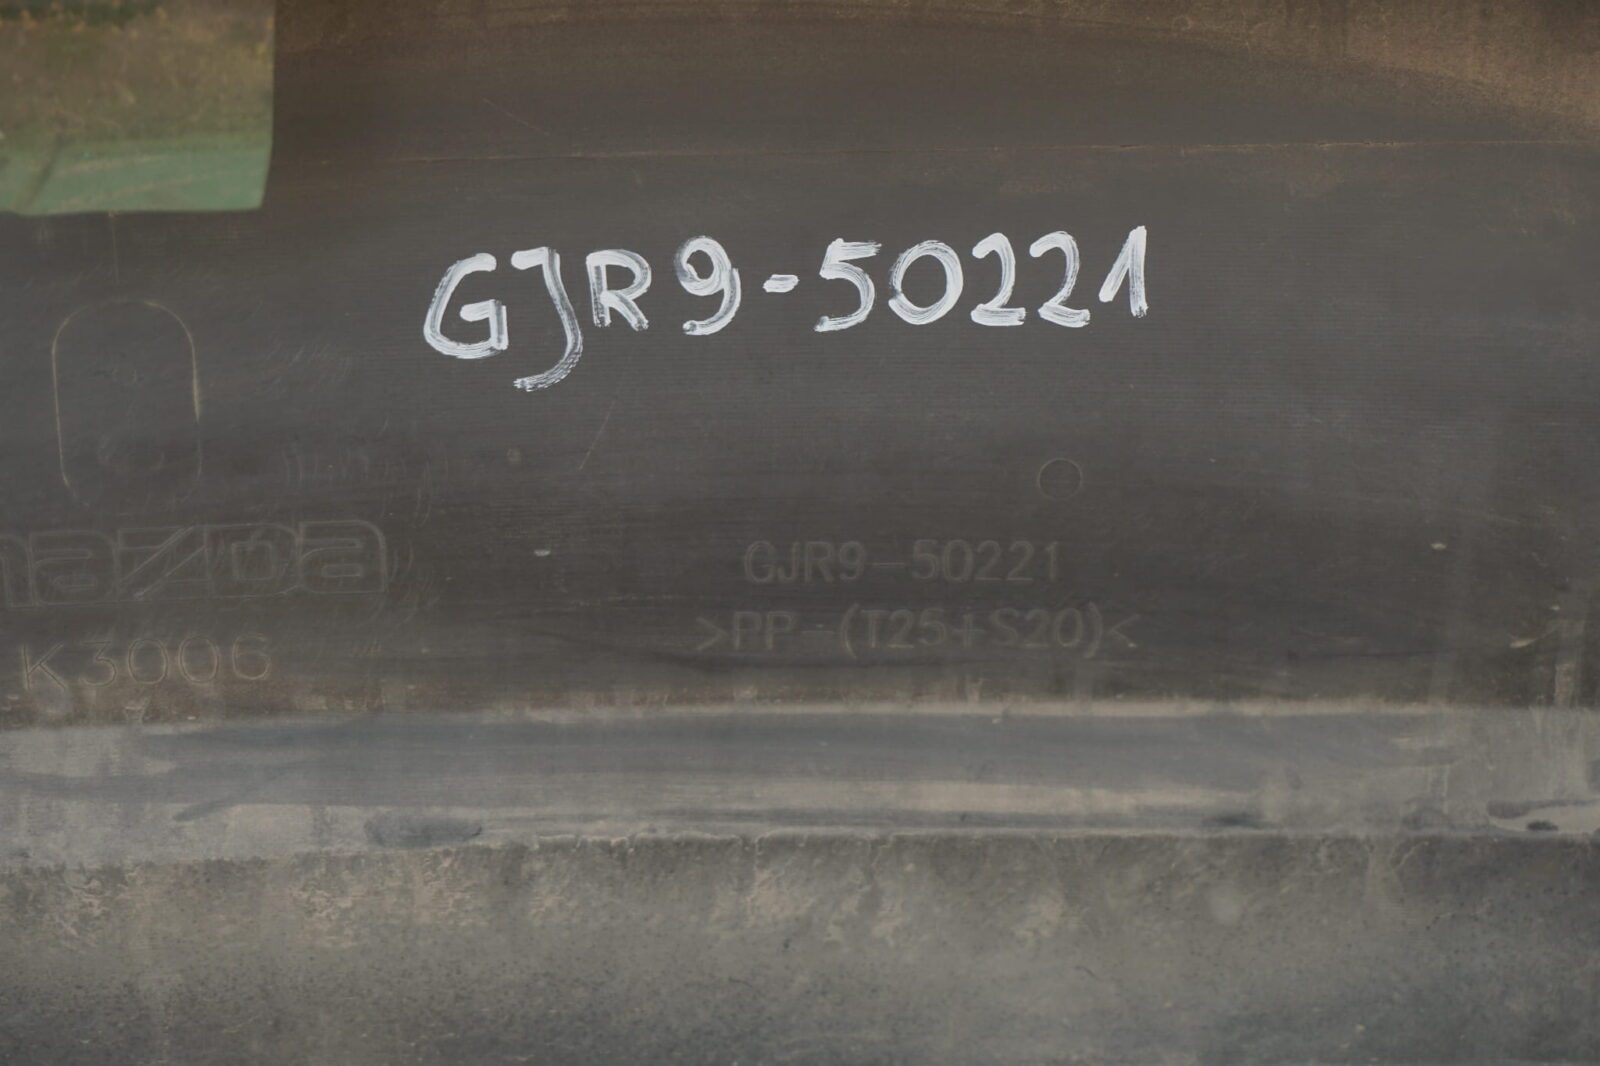 GJR9-50221
mazda
GJR9-50221
>PP-(T25+S20)<
K3006